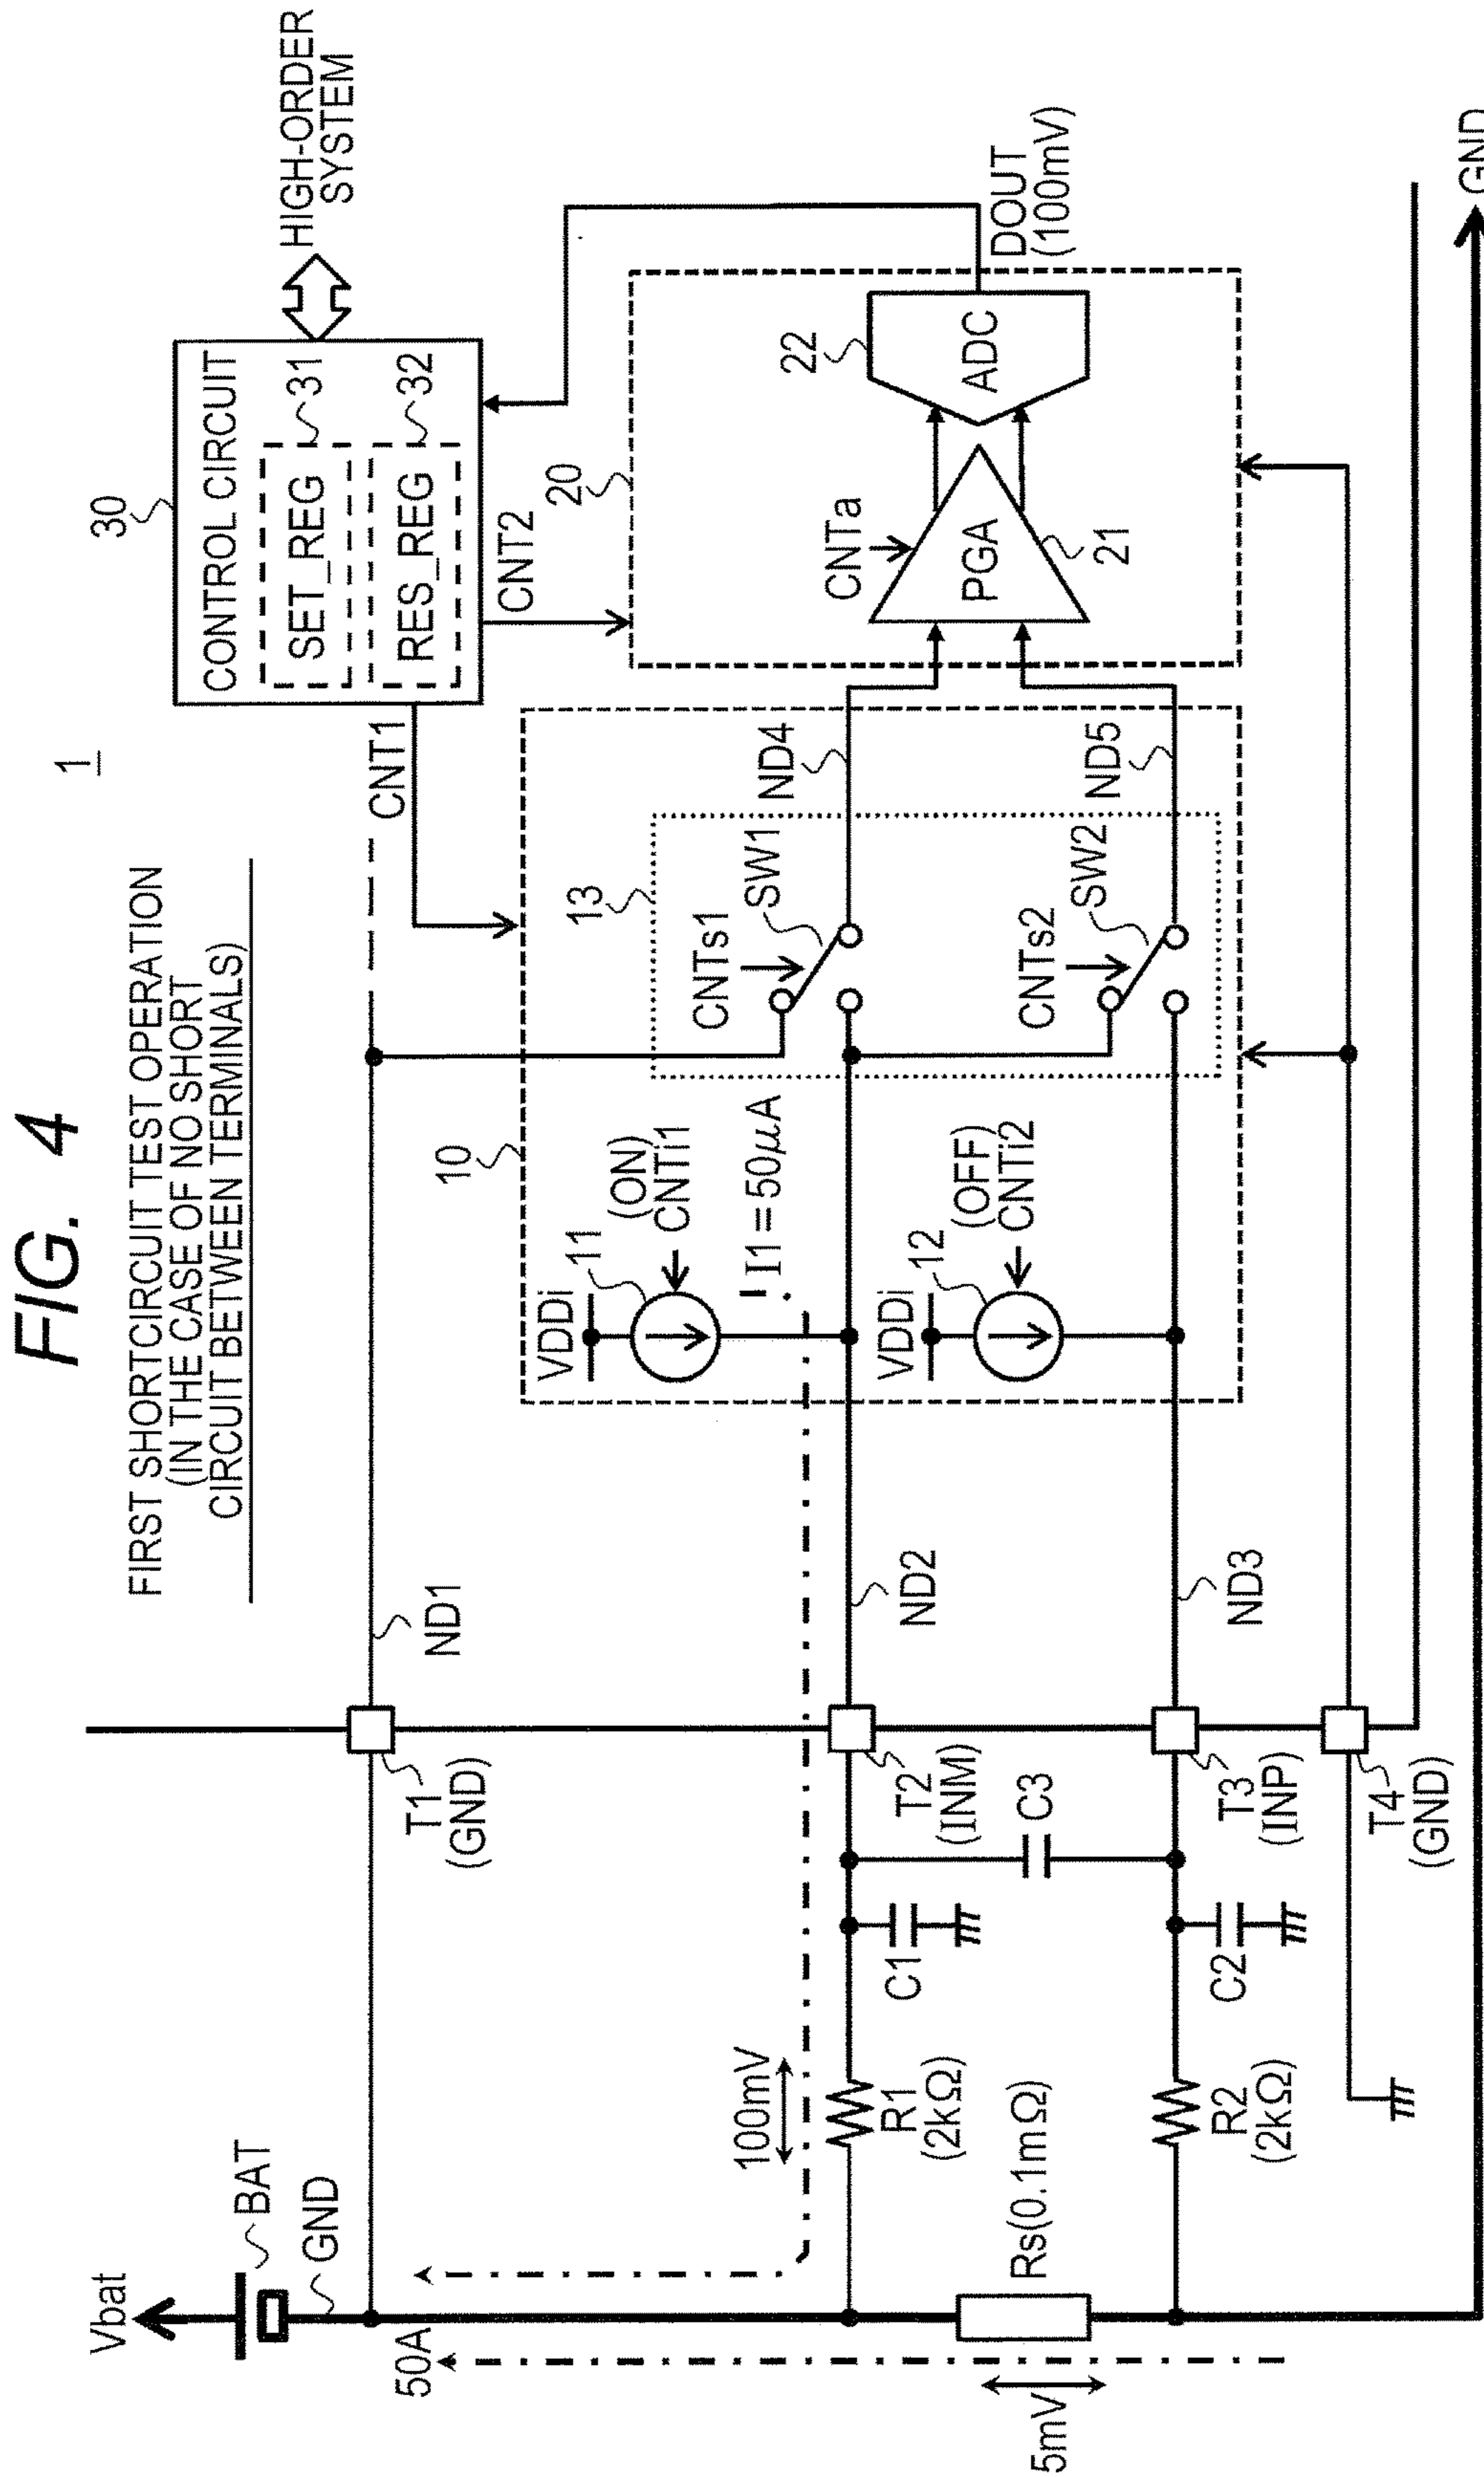 FIG. 4
FIRST SHORTCIRCUIT TEST OPERATION
(IN THE CASE OF NO SHORT
CIRCUIT BETWEEN TERMINALS)
1
30
CONTROL CIRCUIT
SET_REG
31
RES_REG
32
HIGH-ORDER
SYSTEM
CNT1
CNT2
Vbat
BAT
GND
50A
ND1
T1
(GND)
10
VDDi
11
(ON)
CNTi1
I1 = 50μA
13
CNTs1
SW1
ND4
20
CNTa
PGA
21
22
ADC
DOUT
(100mV)
100mV
R1
(2kΩ)
C1
T2
(INM)
ND2
VDDi
12
(OFF)
CNTi2
CNTs2
SW2
ND5
Rs(0.1mΩ)
5mV
C3
R2
(2kΩ)
C2
T3
(INP)
ND3
T4
(GND)
GND